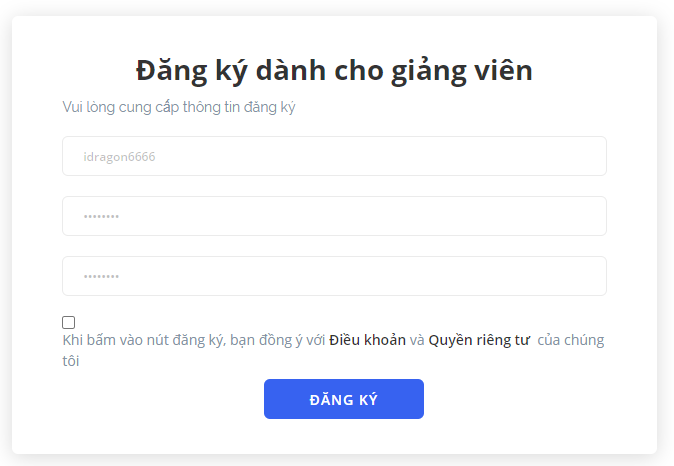 Đăng ký dành cho giảng viên
Vui lòng cung cấp thông tin đăng ký
idragon6666
••••••••
••••••••
Khi bấm vào nút đăng ký, bạn đồng ý với Điều khoản và Quyền riêng tư của chúng
tôi
ĐĂNG KÝ